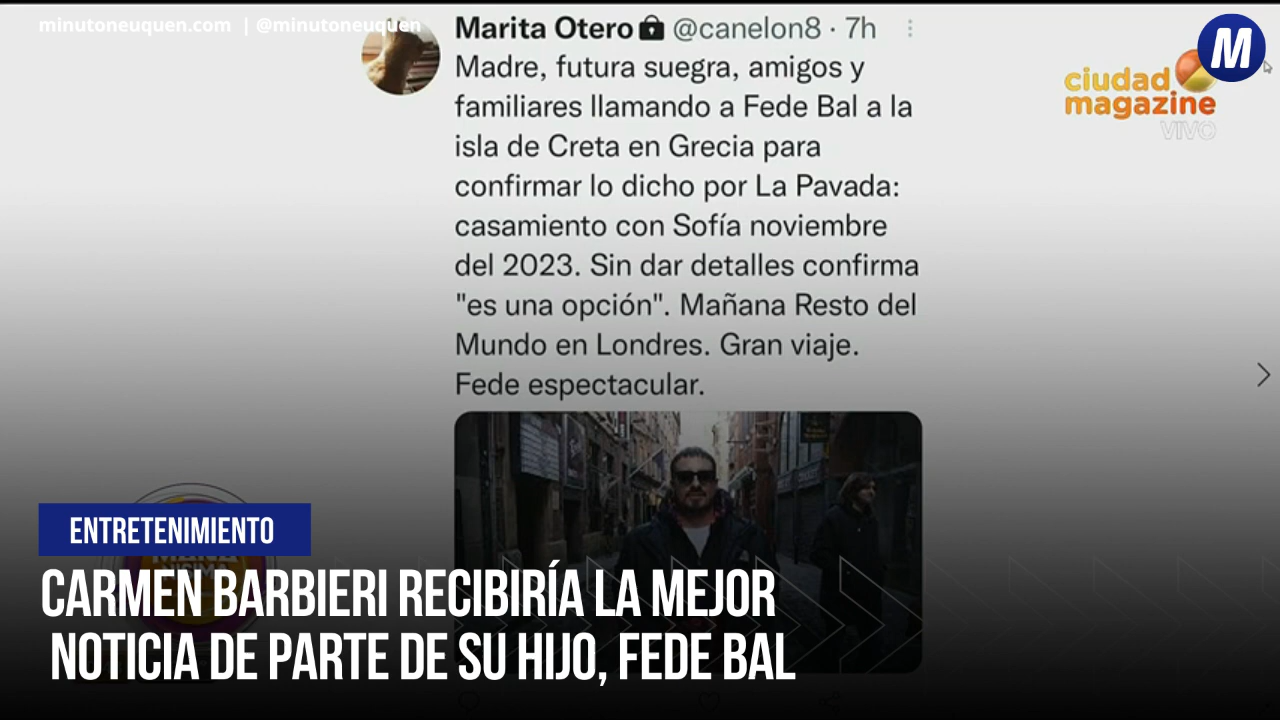 minutoneuquen.com | @minutoneuquen
Marita Otero @canelon8 · 7h
Madre, futura suegra, amigos y
familiares llamando a Fede Bal a la
isla de Creta en Grecia para
confirmar lo dicho por La Pavada:
casamiento con Sofía noviembre
del 2023. Sin dar detalles confirma
"es una opción". Mañana Resto del
Mundo en Londres. Gran viaje.
Fede espectacular.
M
ciudad
magazine
VIVO
ENTRETENIMIENTO
CARMEN BARBIERI RECIBIRÍA LA MEJOR
NOTICIA DE PARTE DE SU HIJO, FEDE BAL